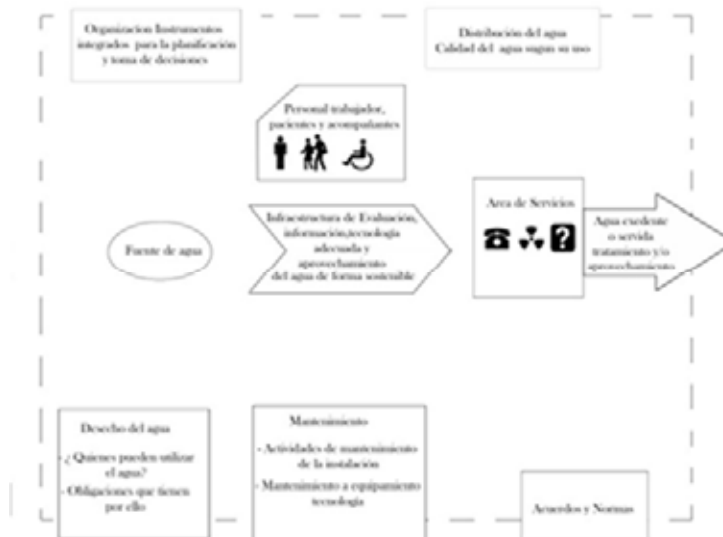 Organizacion Instrumentos
integrados para la planificación
y toma de decisiones
Distribución del agua
Calidad del agua sugun su uso
Personal trabajador,
pacientes y acompañantes
Fuente de agua
Infraestructura de Evaluación,
información,tecnología
adecuada y
aprovechamiento
del agua de forma sostenible
Area de Servicios
?
Agua exedente
o servida
tratamiento y/o
aprovechamiento
Desecho del agua
- ¿ Quienes pueden utilizar
el agua?
- Obligaciones que tienen
por ello
Mantenimiento
- Actividades de mantenimiento
de la instalación
- Mantenimiento a equipamiento
tecnologia
Acuerdos y Normas